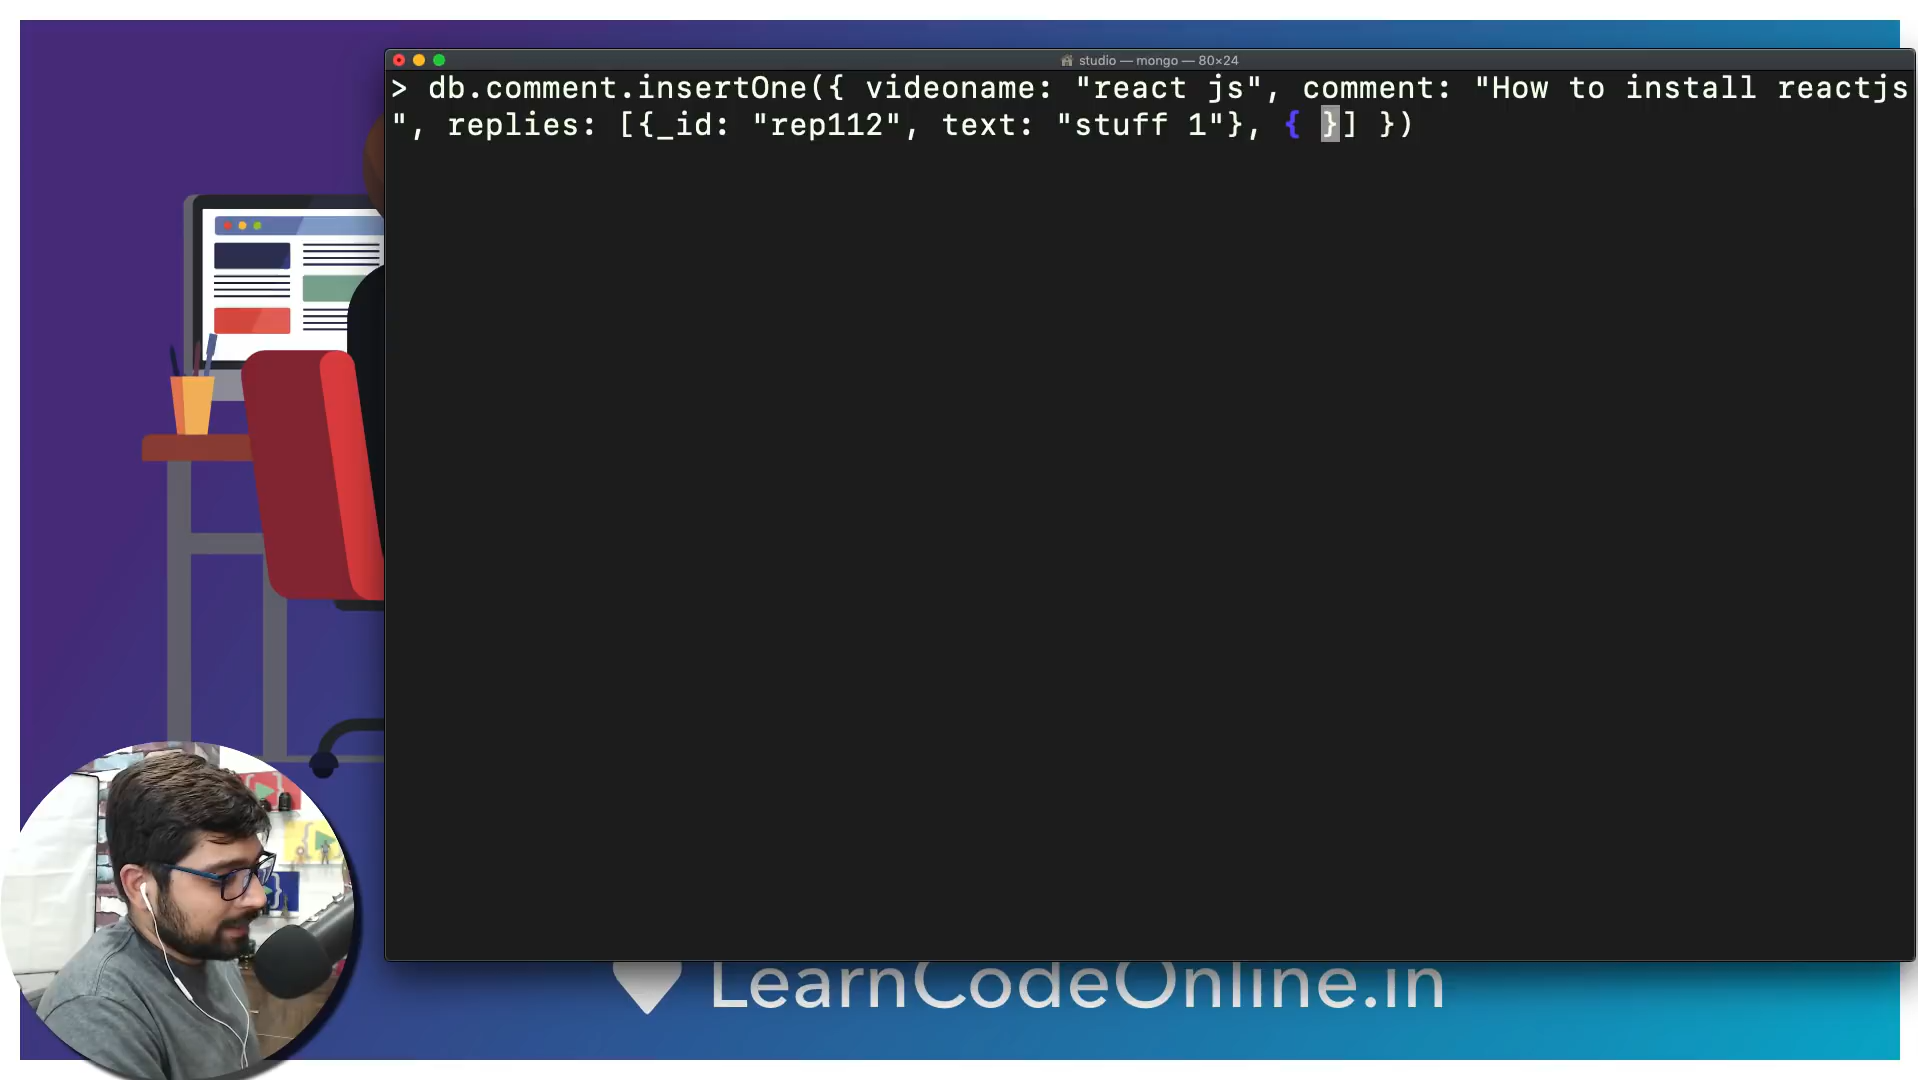 studio — mongo — 80×24
> db.comment.insertOne({ videoname: "react js", comment: "How to install reactjs
", replies: [{_id: "rep112", text: "stuff 1"}, { }] })
LearnCodeOnline.in